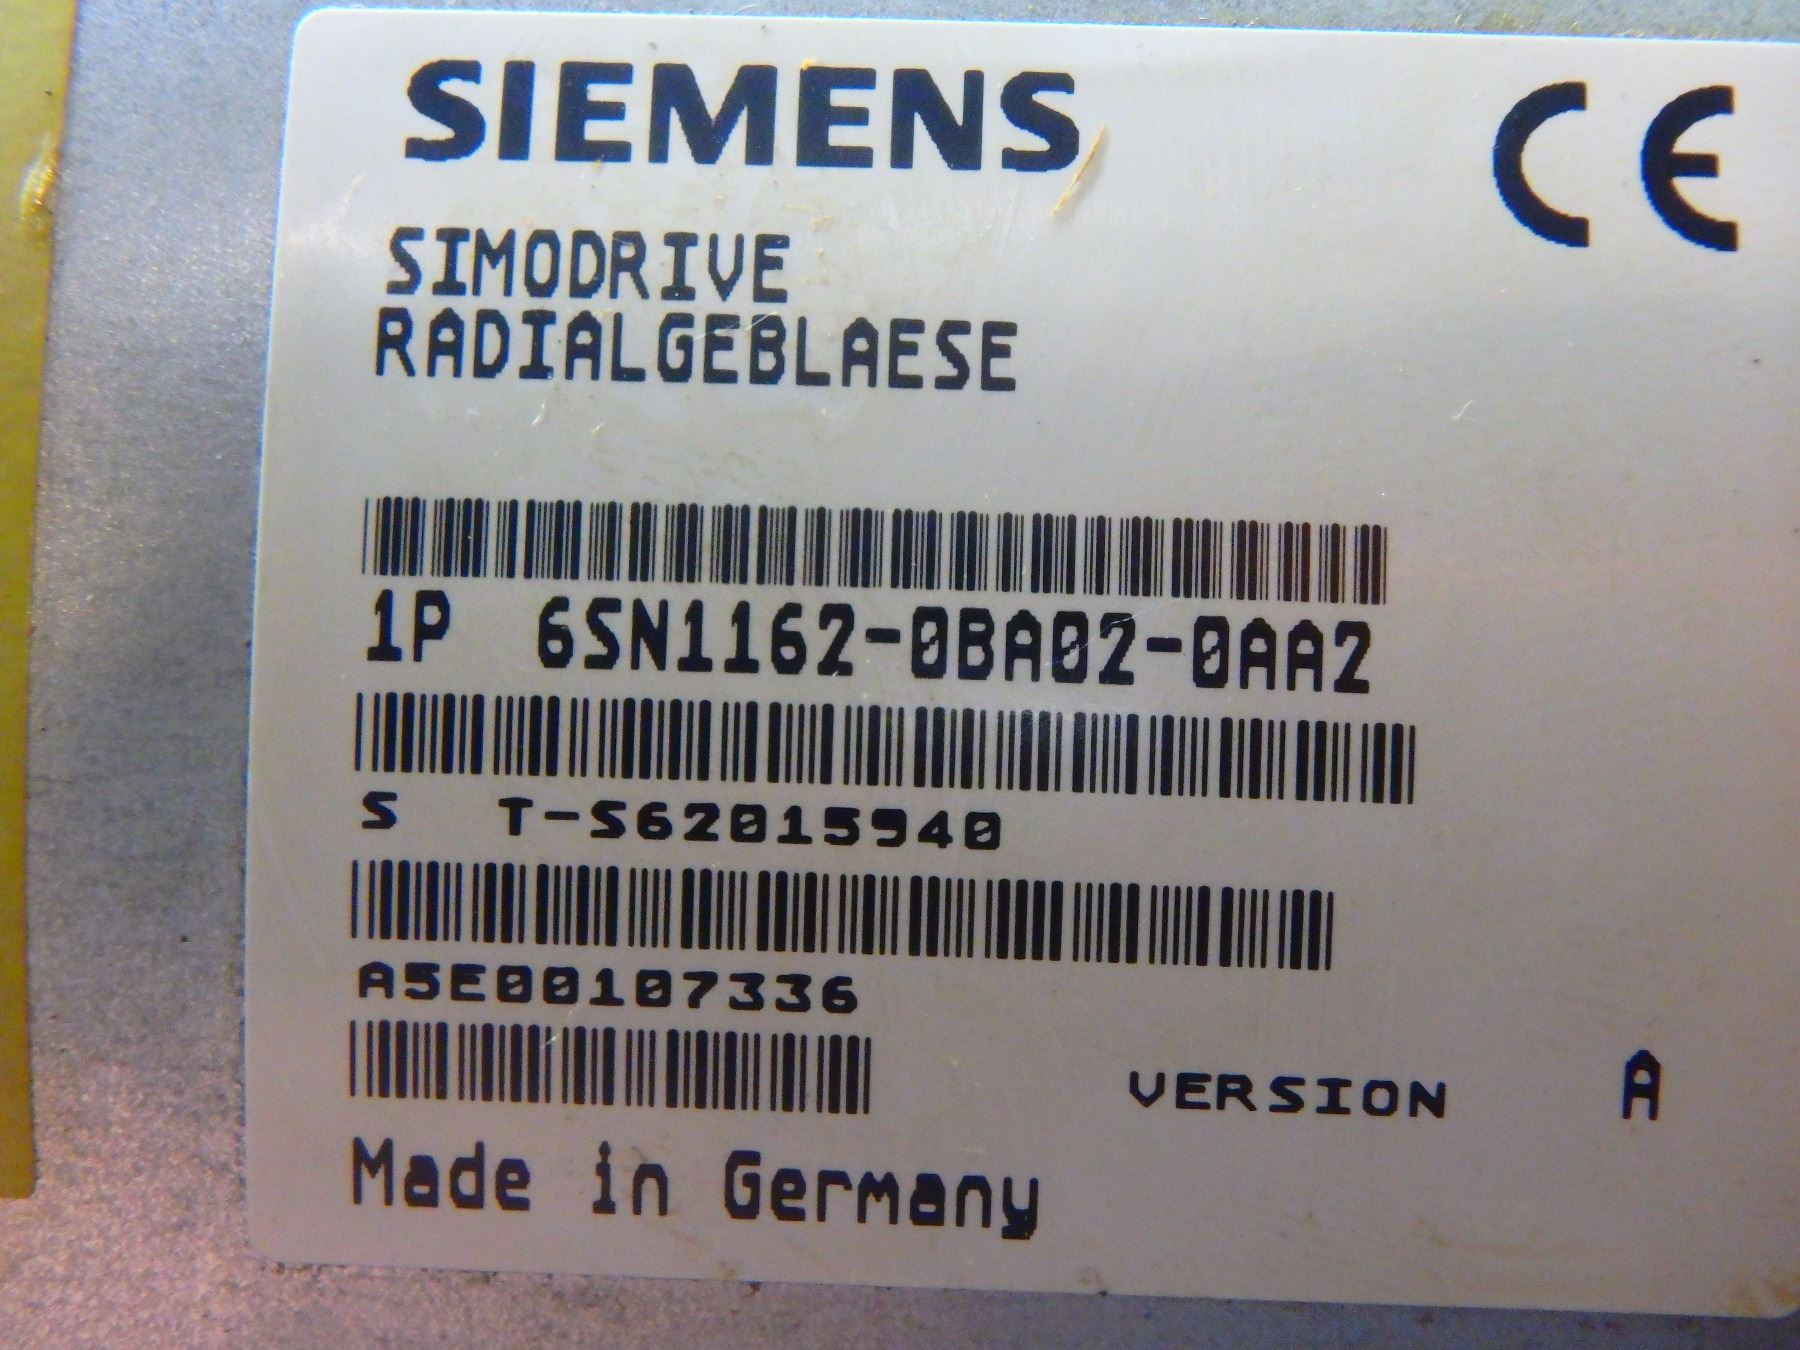 SIEMENS
CE
SIMODRIVE
RADIALGEBLAESE
1P 6SN1162-0BA02-0AA2
S T-S62015940
A5E00107336
VERSION A
Made in Germany